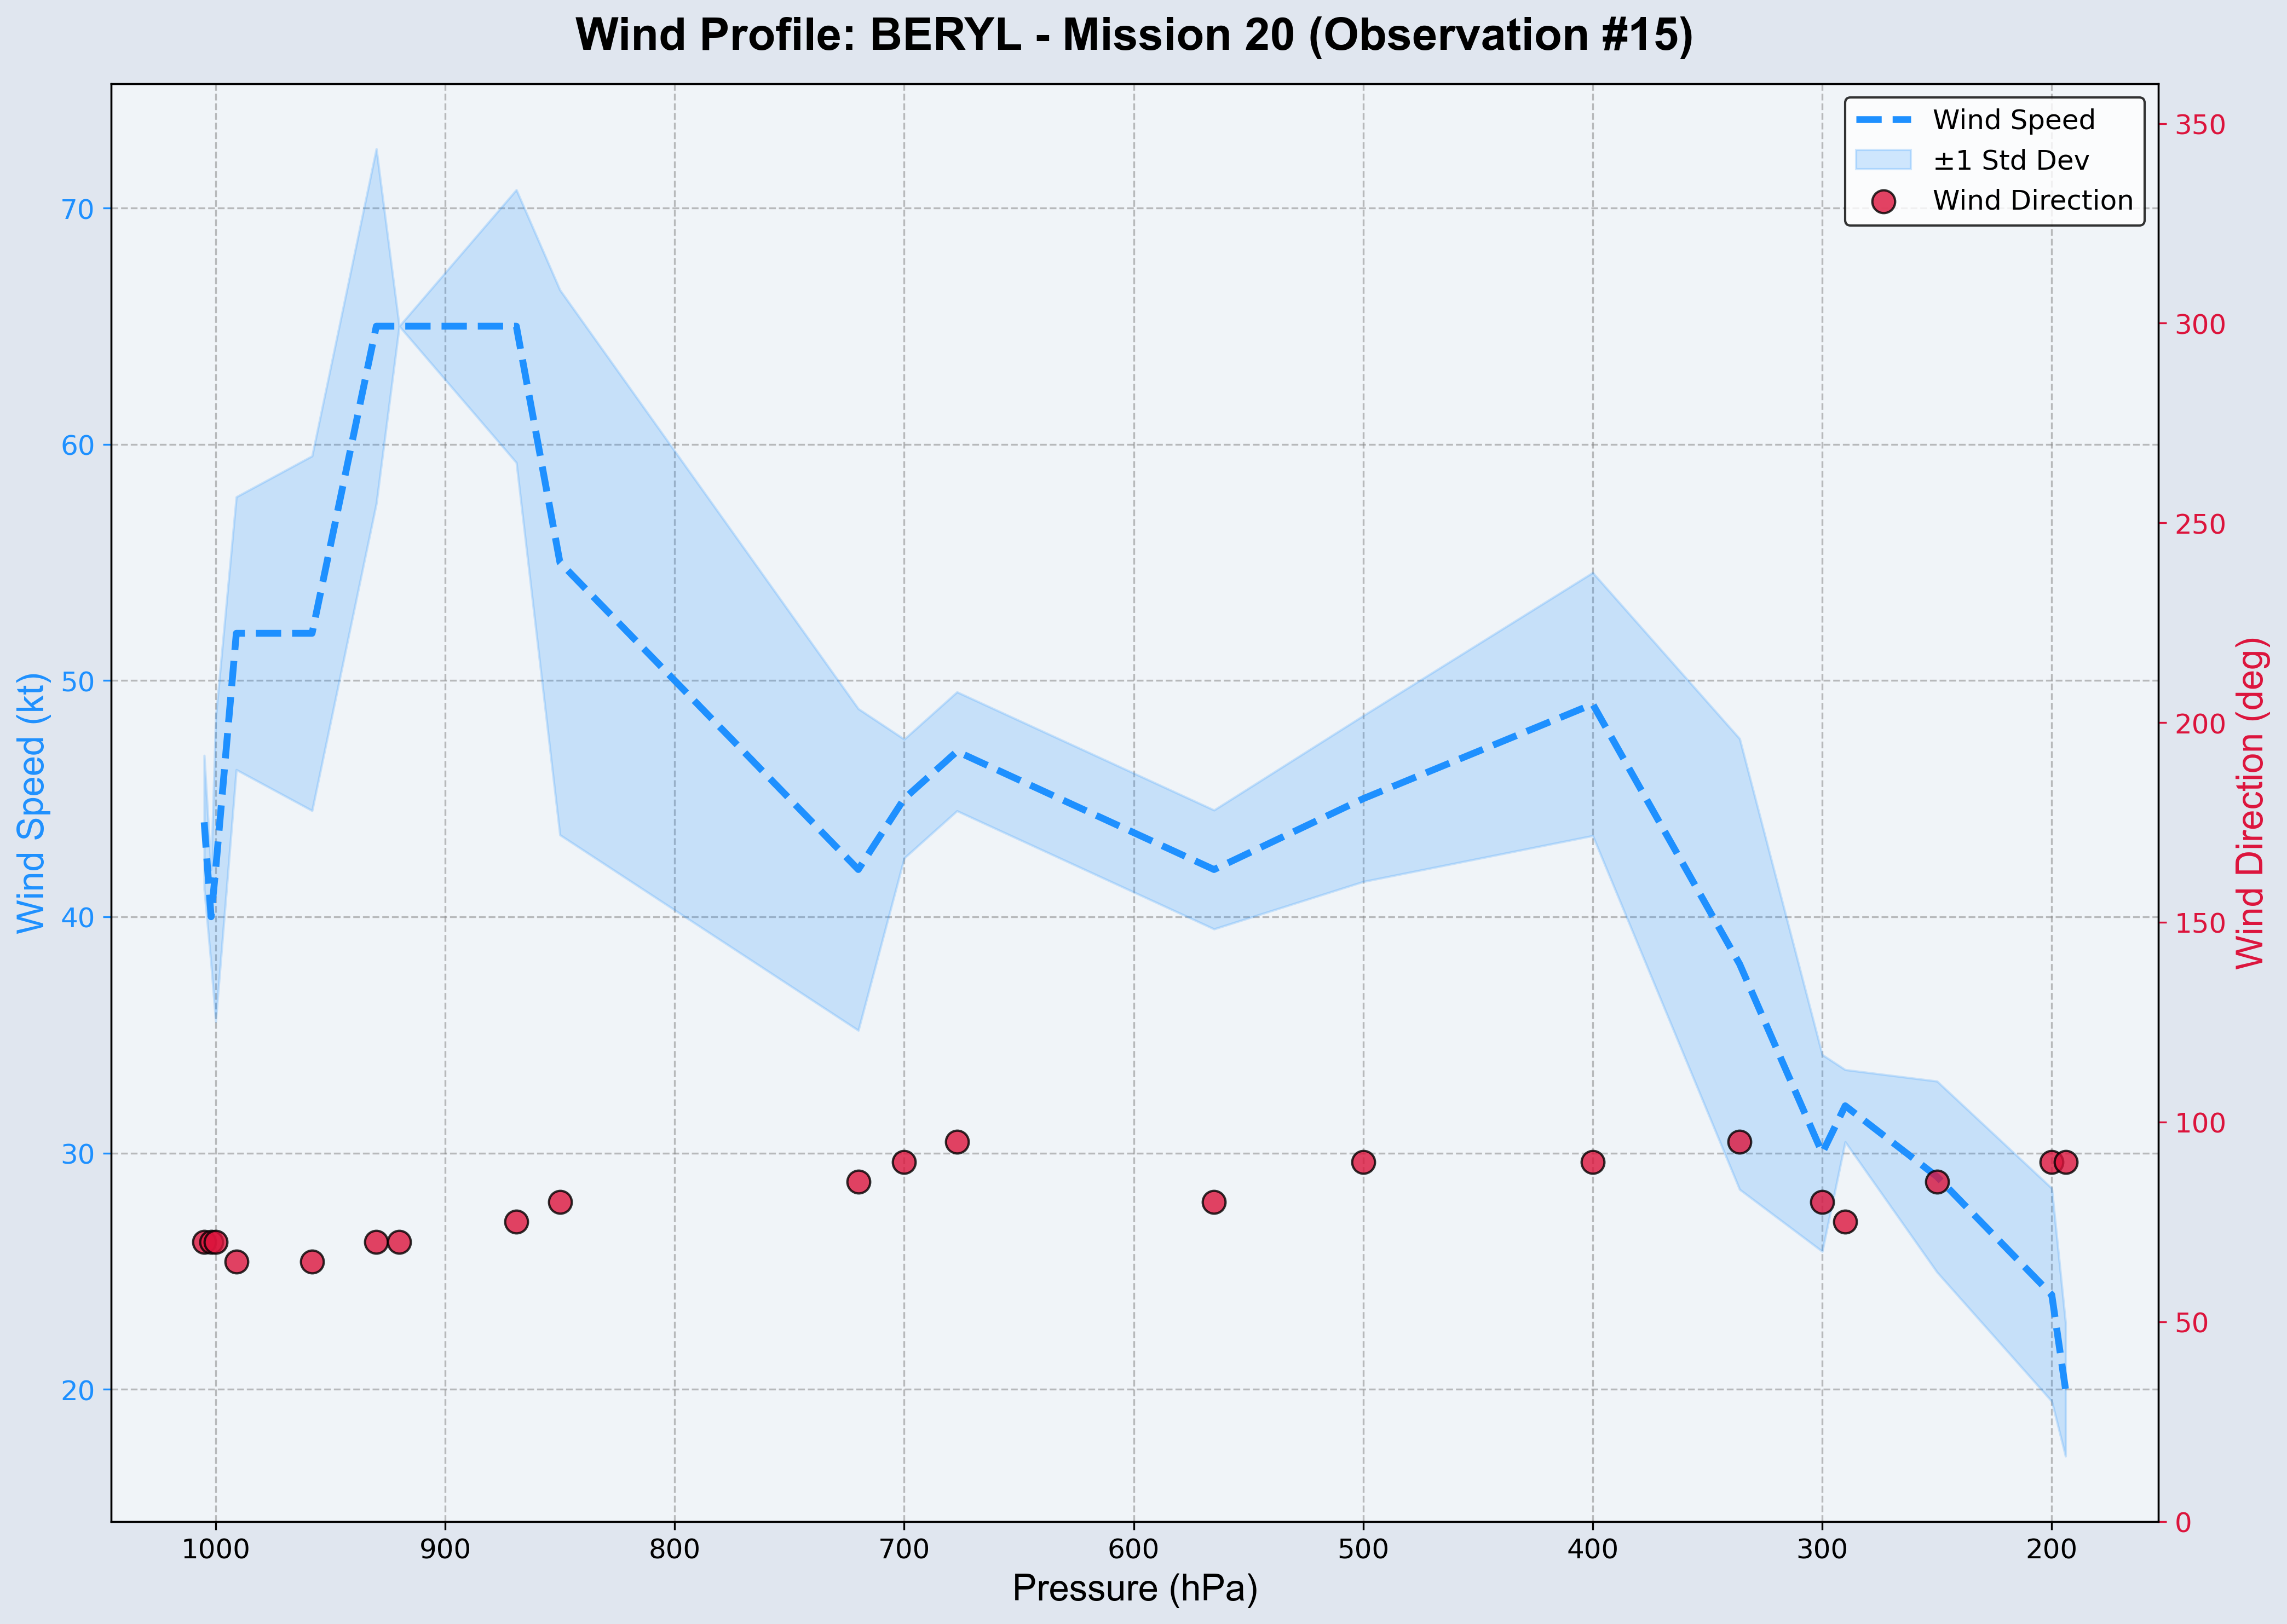 Wind Profile: BERYL - Mission 20 (Observation #15)
Wind Speed
±1 Std Dev
Wind Direction
Wind Speed (kt)
70
60
50
40
30
20
350
300
250
200
150
100
50
0
Wind Direction (deg)
1000 900 800 700 600 500 400 300 200
Pressure (hPa)